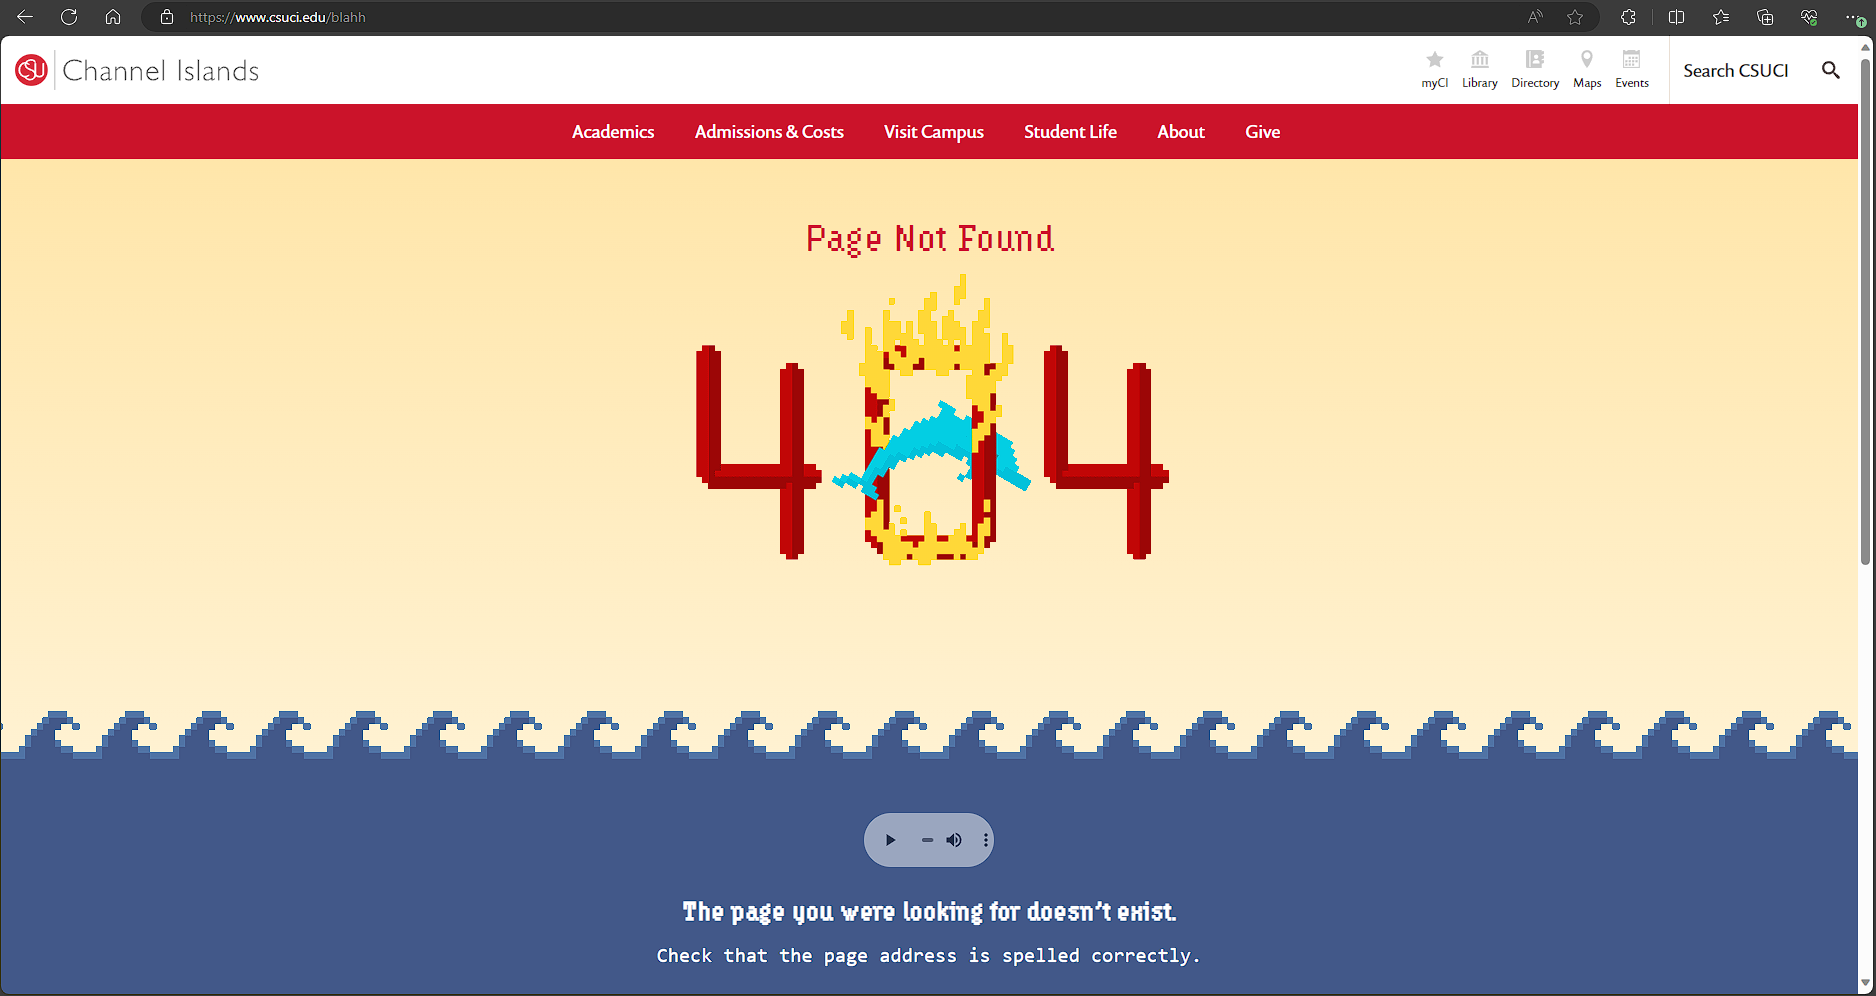 https://www.csuci.edu/blahh
CSU Channel Islands
myCI Library Directory Maps Events
Search CSUCI
Academics Admissions & Costs Visit Campus Student Life About Give
Page Not Found
404
The page you were looking for doesn't exist.
Check that the page address is spelled correctly.